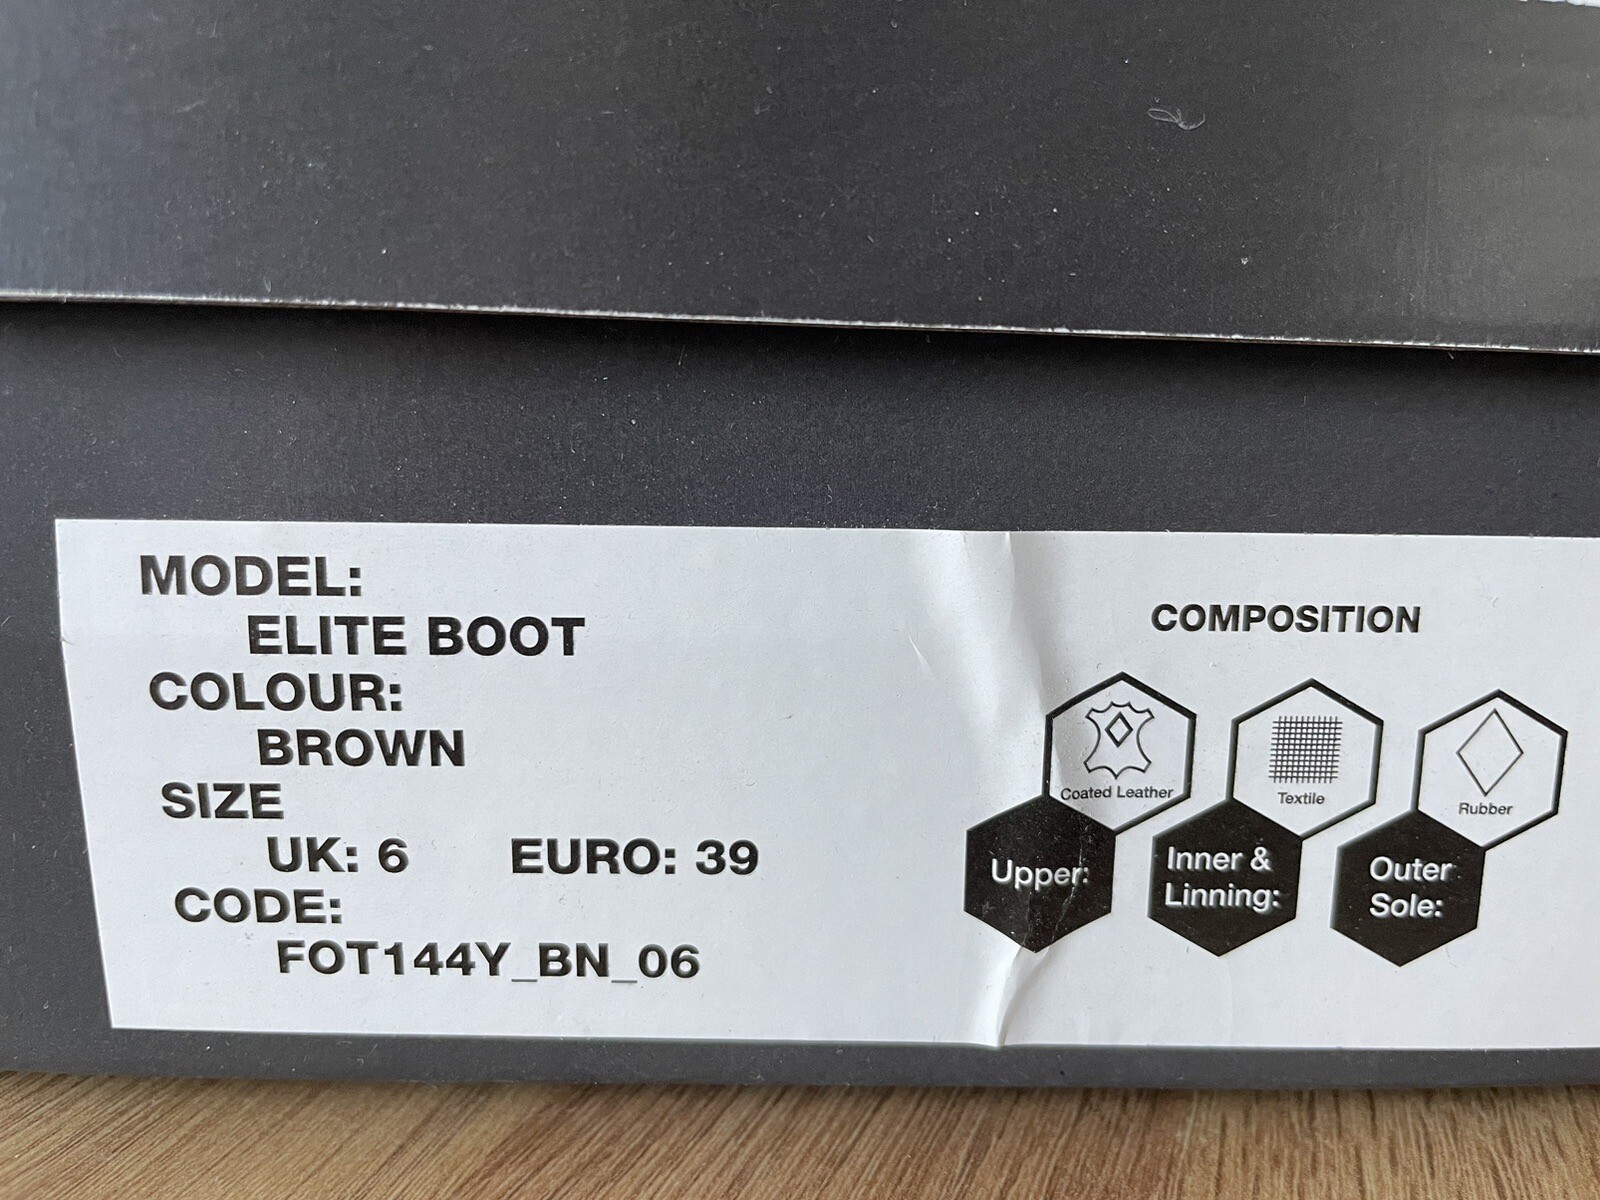 MODEL:
ELITE BOOT
COLOUR:
BROWN
SIZE
UK: 6 EURO: 39
CODE:
FOT144Y_BN_06
COMPOSITION
Coated Leather
Upper:
Textile
Inner &
Linning:
Rubber
Outer
Sole: